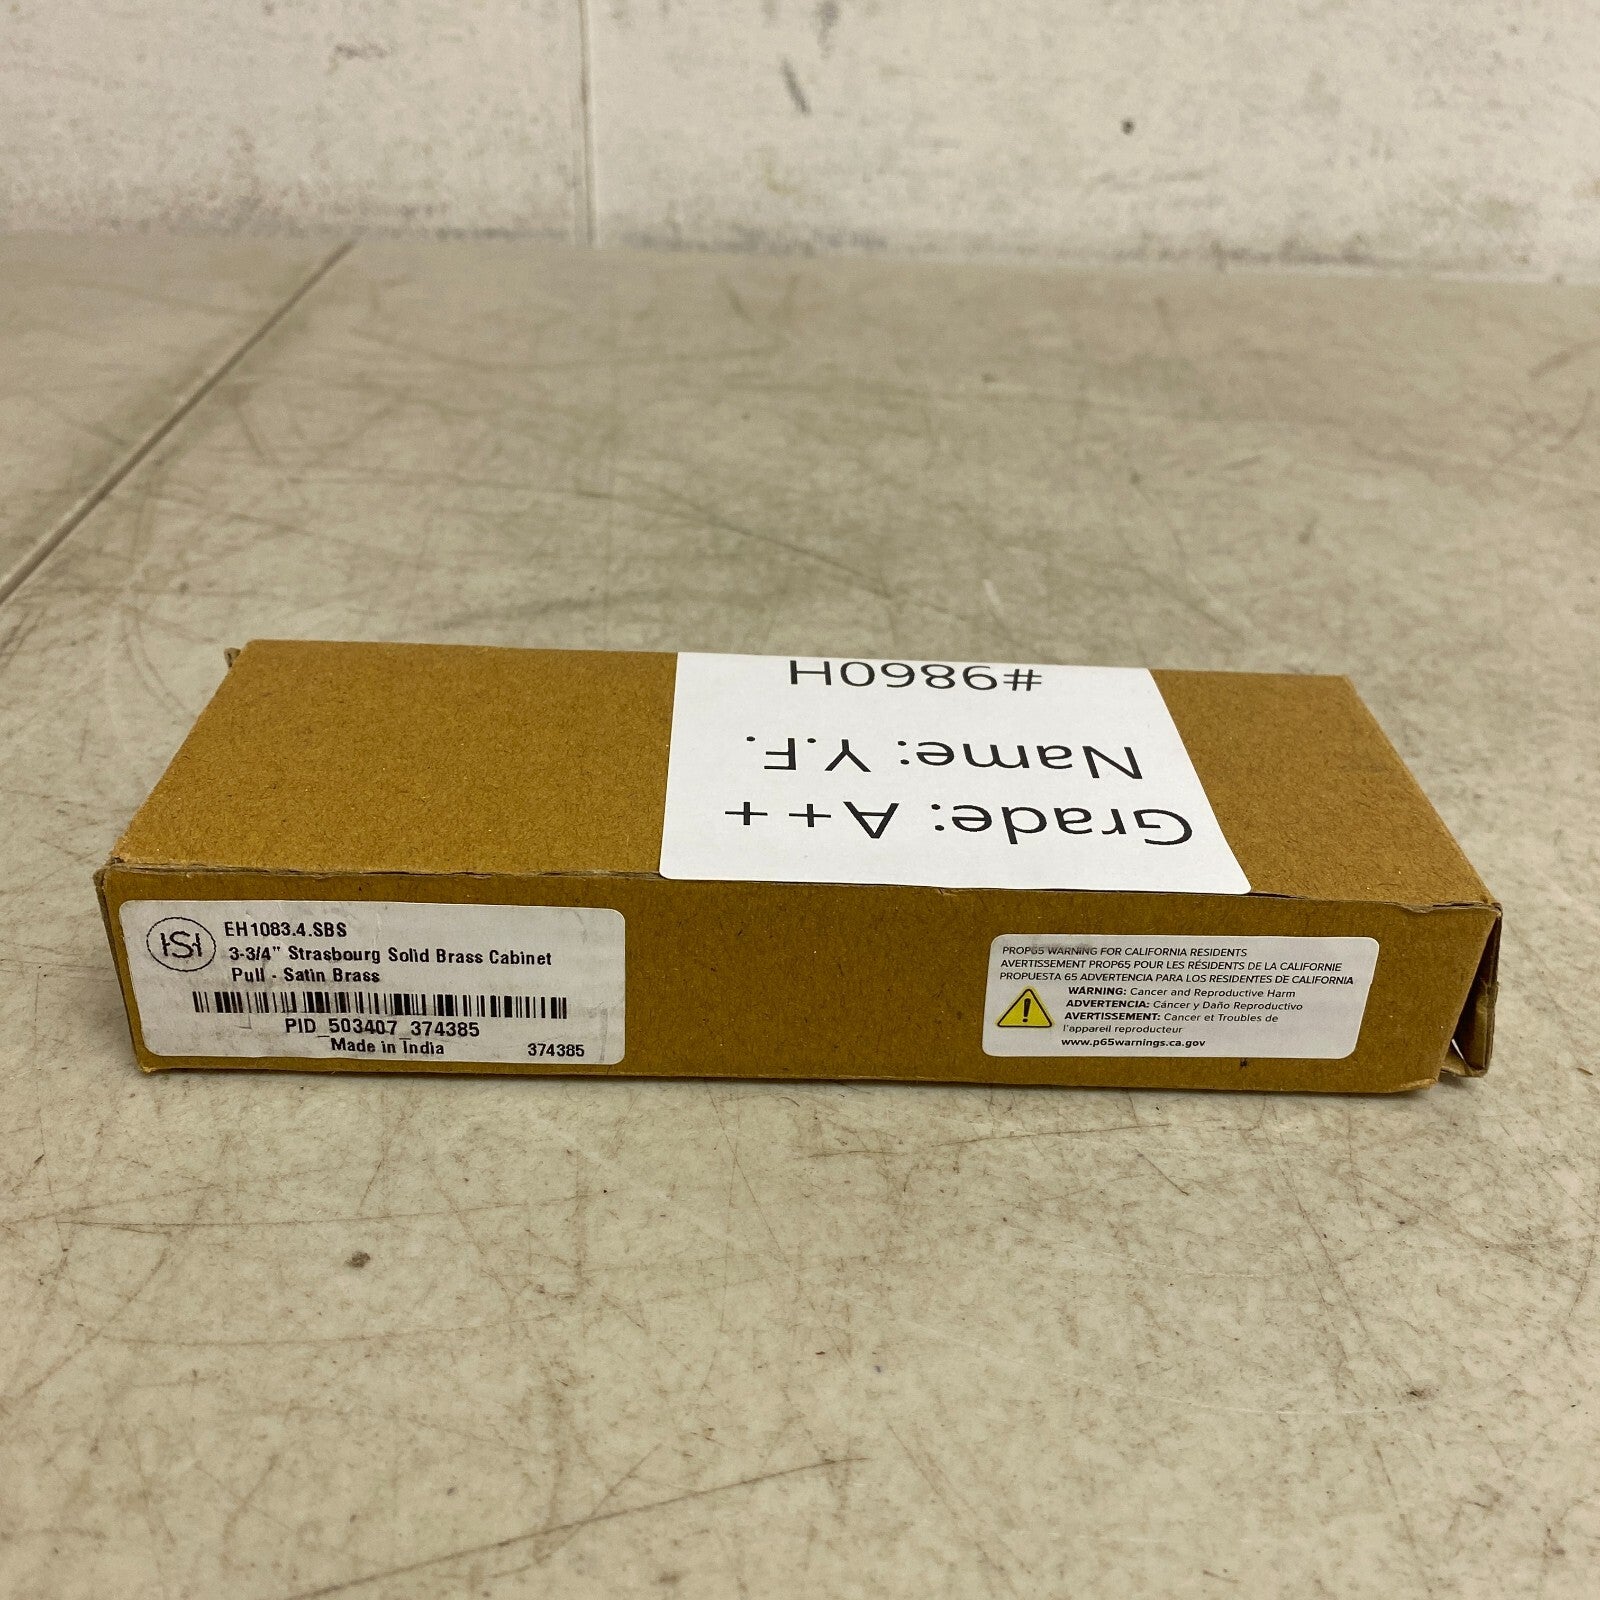 #9860H
Name: Y.F.
Grade: A++
HSH
EH1083.4.SBS
3-3/4" Strasbourg Solid Brass Cabinet
Pull - Satin Brass
PID_503407_374385
Made in India
374385
PROP65 WARNING FOR CALIFORNIA RESIDENTS
AVERTISSEMENT PROP65 POUR LES RÉSIDENTS DE LA CALIFORNIE
PROPUESTA 65 ADVERTENCIA PARA LOS RESIDENTES DE CALIFORNIA
WARNING: Cancer and Reproductive Harm
ADVERTENCIA: Cáncer y Daño Reproductivo
AVERTISSEMENT: Cancer et Troubles de
l'appareil reproducteur
www.p65warnings.ca.gov